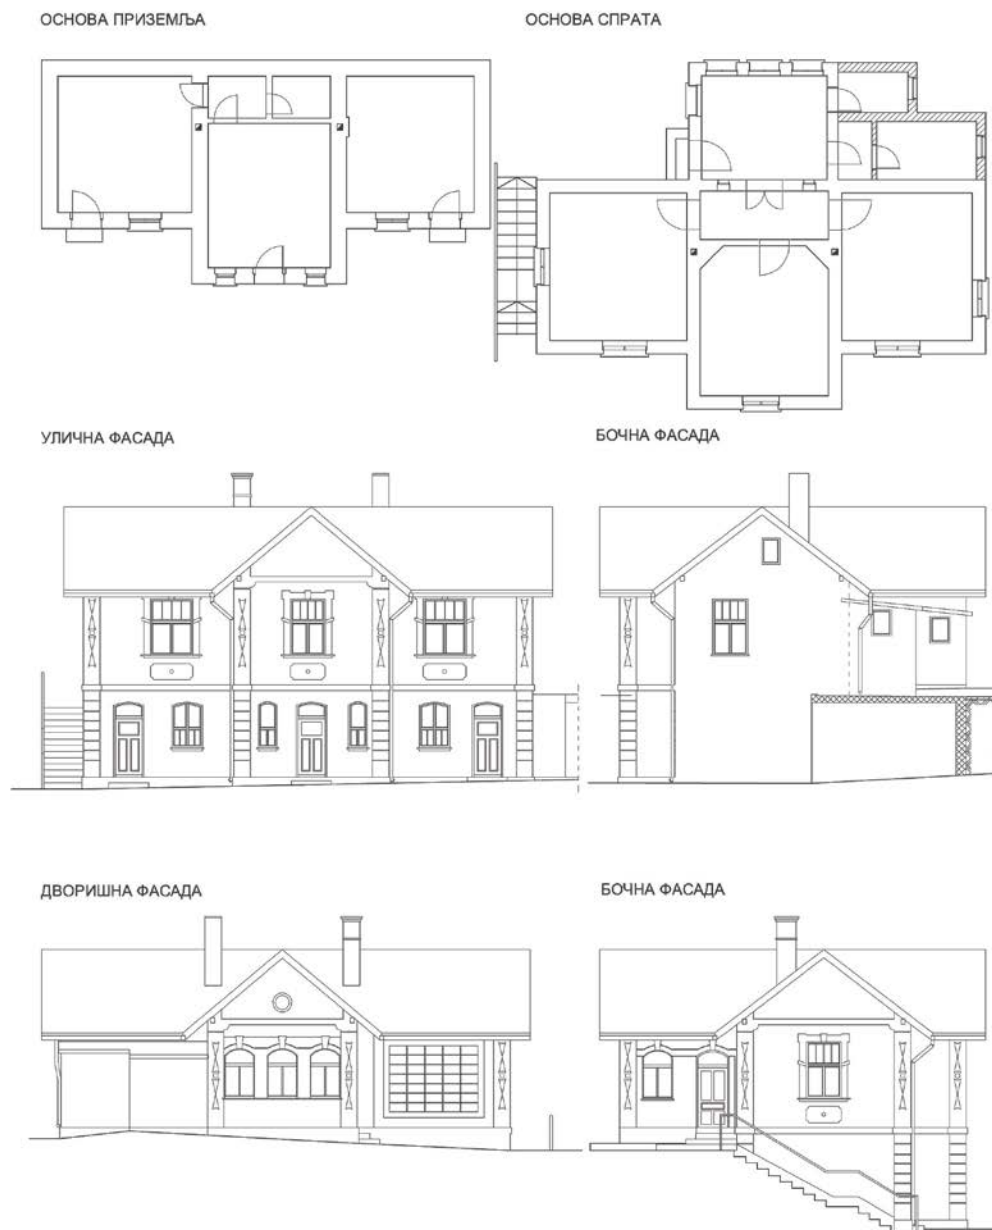 ОСНОВА ПРИЗЕМЉА
ОСНОВА СПРАТА
УЛИЧНА ФАСАДА
БОЧНА ФАСАДА
ДВОРИШНА ФАСАДА
БОЧНА ФАСАДА